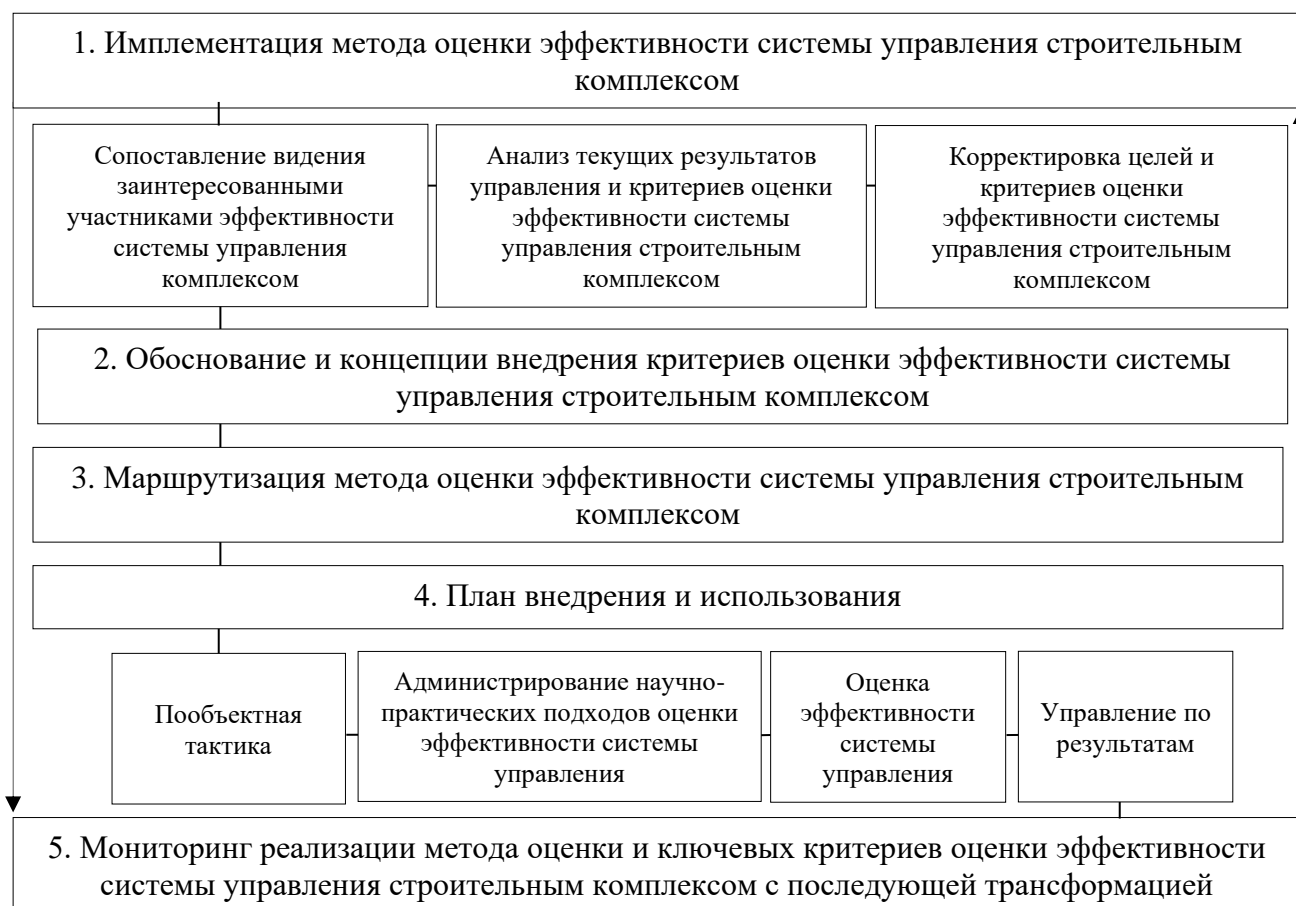 1. Имплементация метода оценки эффективности системы управления строительным
комплексом
Сопоставление видения
заинтересованными
участниками эффективности
системы управления
комплексом
Анализ текущих результатов
управления и критериев оценки
эффективности системы
управления строительным
комплексом
Корректировка целей и
критериев оценки
эффективности системы
управления строительным
комплексом
2. Обоснование и концепции внедрения критериев оценки эффективности системы
управления строительным комплексом
3. Маршрутизация метода оценки эффективности системы управления строительным
комплексом
4. План внедрения и использования
Пообъектная
тактика
Администрирование научно-
практических подходов оценки
эффективности системы
управления
Оценка
эффективности
системы
управления
Управление по
результатам
5. Мониторинг реализации метода оценки и ключевых критериев оценки эффективности
системы управления строительным комплексом с последующей трансформацией